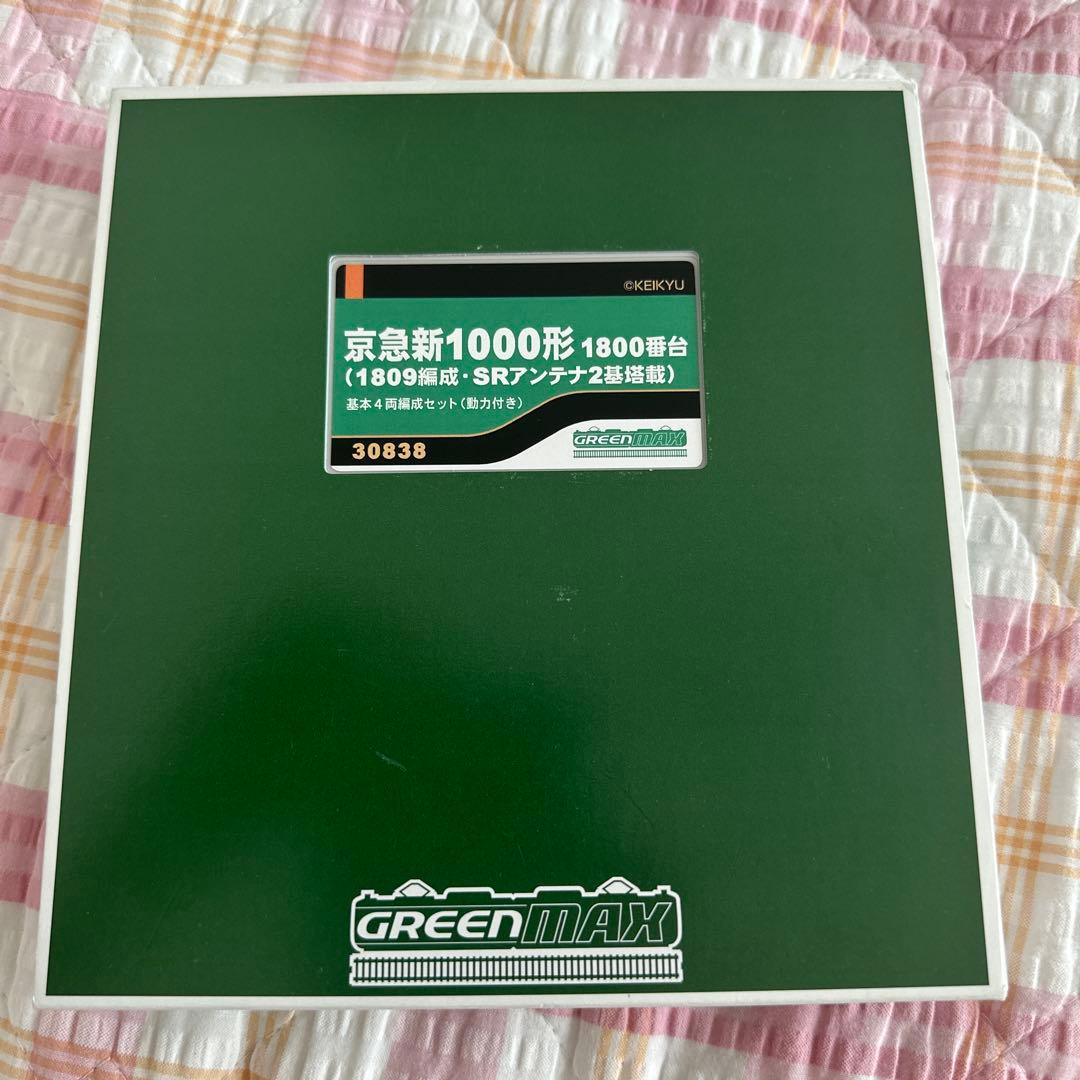 ©KEIKYU
京急新1000形 1800番台
(1809編成・SRアンテナ2基塔載)
基本4両編成セット(動力付き)
30838
GREENMAX
GREENMAX